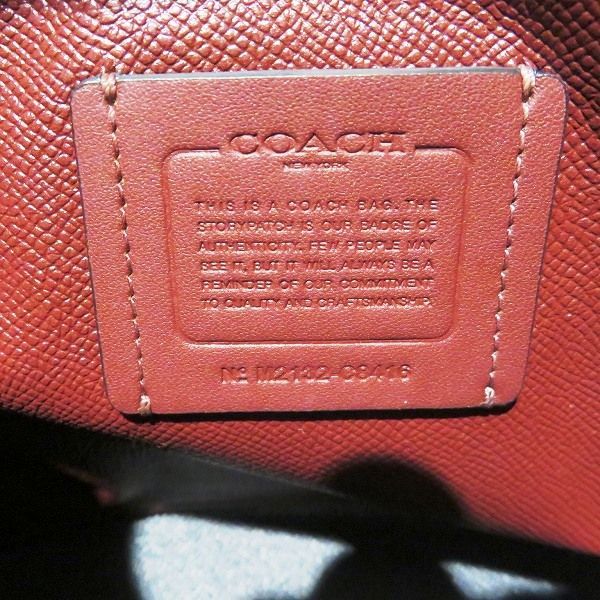 COACH
NEW YORK
THIS IS A COACH BAG. THE
STORYPATCH IS OUR BADGE OF
AUTHENTICITY. FEW PEOPLE MAY
SEE IT, BUT IT WILL ALWAYS BE A
REMINDER OF OUR COMMITMENT
TO QUALITY AND CRAFTSMANSHIP.
Nº M2132-C9416